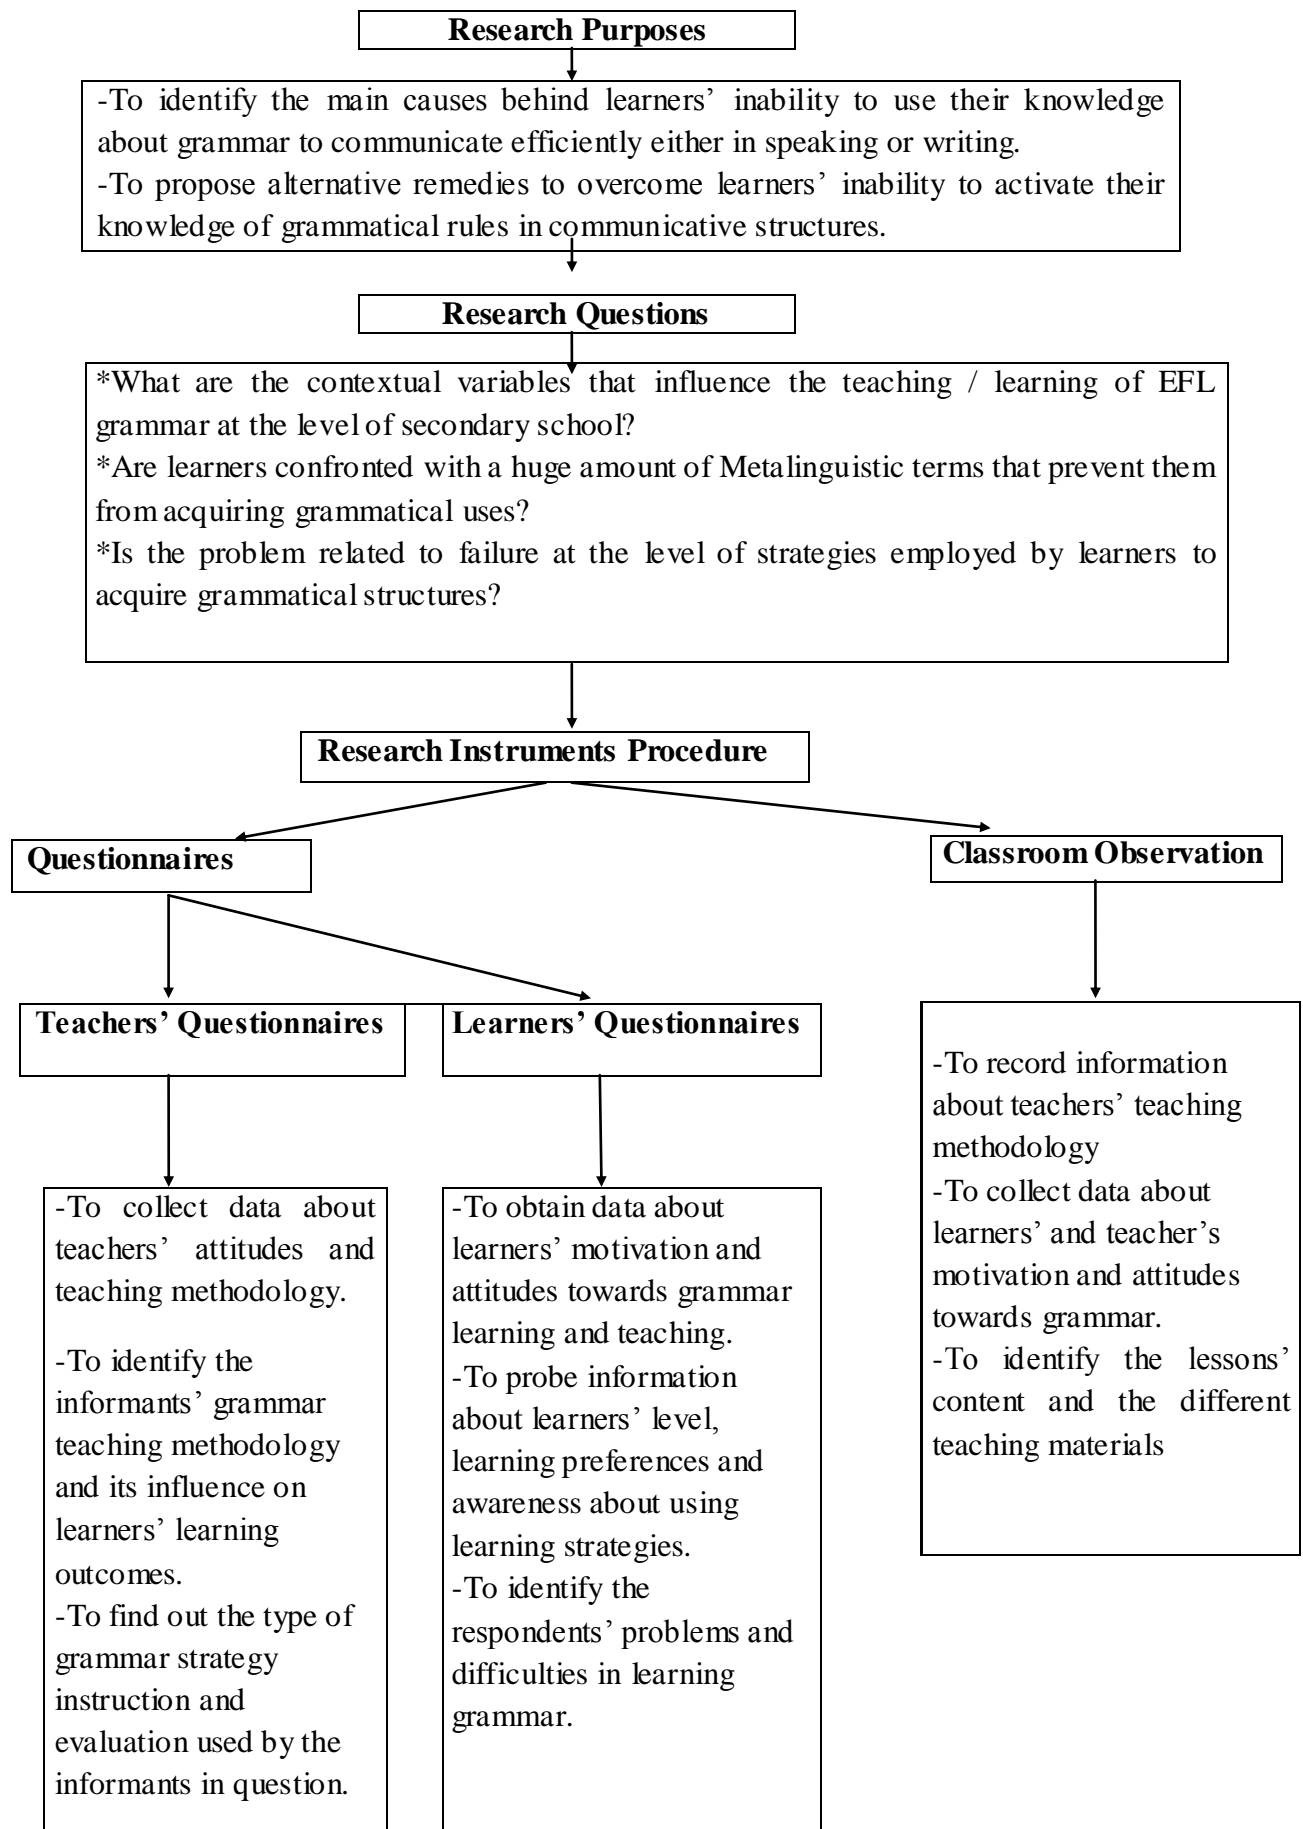 Research Purposes
-To identify the main causes behind learners’ inability to use their knowledge
about grammar to communicate efficiently either in speaking or writing.
-To propose alternative remedies to overcome learners’ inability to activate their
knowledge of grammatical rules in communicative structures.
Research Questions
*What are the contextual variables that influence the teaching / learning of EFL
grammar at the level of secondary school?
*Are learners confronted with a huge amount of Metalinguistic terms that prevent them
from acquiring grammatical uses?
*Is the problem related to failure at the level of strategies employed by learners to
acquire grammatical structures?
Research Instruments Procedure
Questionnaires
Classroom Observation
Teachers’ Questionnaires
Learners’ Questionnaires
-To collect data about
teachers’ attitudes and
teaching methodology.
-To identify the
informants’ grammar
teaching methodology
and its influence on
learners’ learning
outcomes.
-To find out the type of
grammar strategy
instruction and
evaluation used by the
informants in question.
-To obtain data about
learners’ motivation and
attitudes towards grammar
learning and teaching.
-To probe information
about learners’ level,
learning preferences and
awareness about using
learning strategies.
-To identify the
respondents’ problems and
difficulties in learning
grammar.
-To record information
about teachers’ teaching
methodology
-To collect data about
learners’ and teacher’s
motivation and attitudes
towards grammar.
-To identify the lessons’
content and the different
teaching materials